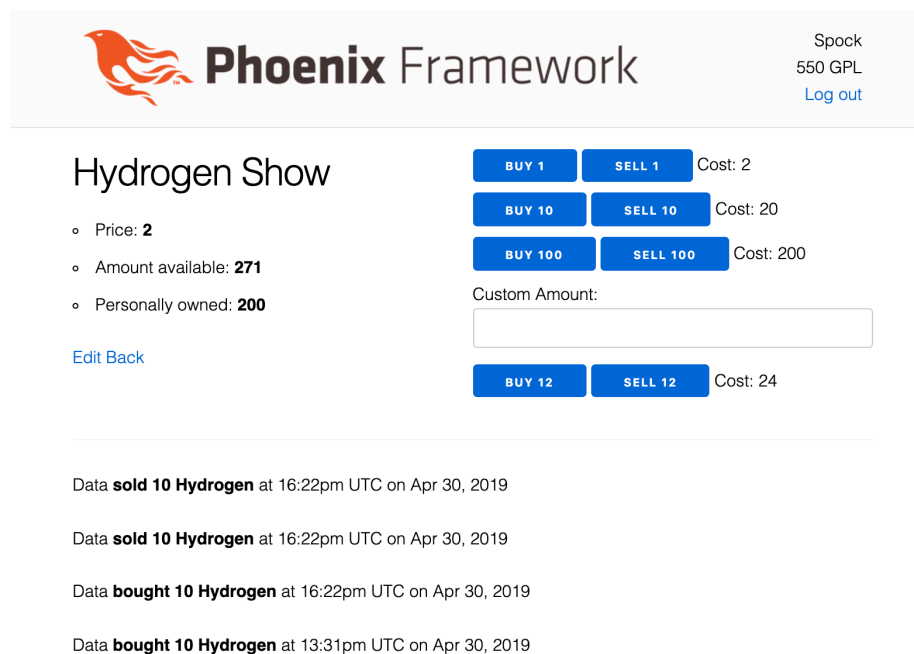 Phoenix Framework
™
Spock
550 GPL
Log out
Hydrogen Show
Price: 2
Amount available: 271
Personally owned: 200
Edit Back
BUY 1 SELL 1 Cost: 2
BUY 10 SELL 10 Cost: 20
BUY 100 SELL 100 Cost: 200
Custom Amount:
BUY 12 SELL 12 Cost: 24
Data sold 10 Hydrogen at 16:22pm UTC on Apr 30, 2019
Data sold 10 Hydrogen at 16:22pm UTC on Apr 30, 2019
Data bought 10 Hydrogen at 16:22pm UTC on Apr 30, 2019
Data bought 10 Hydrogen at 13:31pm UTC on Apr 30, 2019